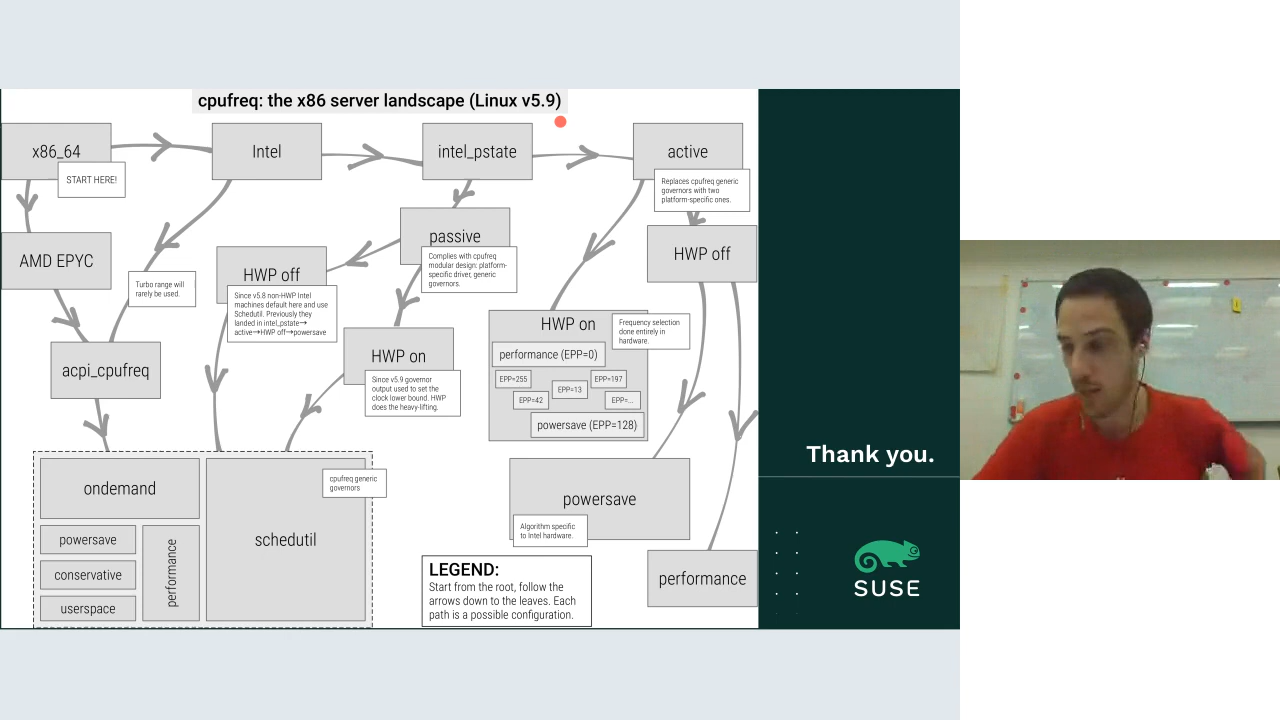 cpufreq: the x86 server landscape (Linux v5.9)
x86_64
START HERE!
Intel
intel_pstate
active
Replaces cpufreq generic
governors with two
platform-specific ones.
passive
Complies with cpufreq
modular design: platform-
specific driver, generic
governors.
HWP off
AMD EPYC
Turbo range will
rarely be used.
HWP off
Since v5.8 non-HWP Intel
machines default here and use
Schedutil. Previously they
landed in intel_pstate→
active→HWP off→powersave
HWP on
Since v5.9 governor
output used to set the
clock lower bound. HWP
does the heavy-lifting.
HWP on
Frequency selection
done entirely in
hardware.
performance (EPP=0)
EPP=255
EPP=13
EPP=197
EPP=42
EPP=...
powersave (EPP=128)
acpi_cpufreq
ondemand
powersave
conservative
userspace
performance
schedutil
cpufreq generic
governors
powersave
Algorithm specific
to Intel hardware.
performance
LEGEND:
Start from the root, follow the
arrows down to the leaves. Each
path is a possible configuration.
Thank you.
SUSE